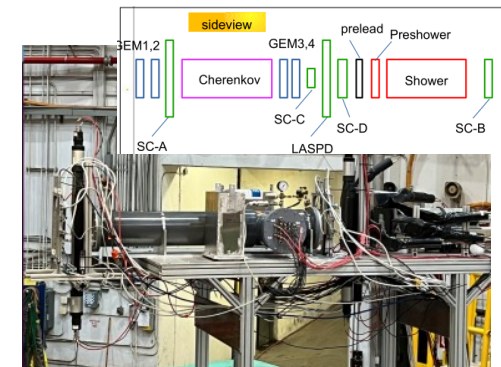 sideview
GEM1,2
GEM3,4
prelead
Preshower
Cherenkov
Shower
SC-A
SC-C
LASPD
SC-D
SC-B